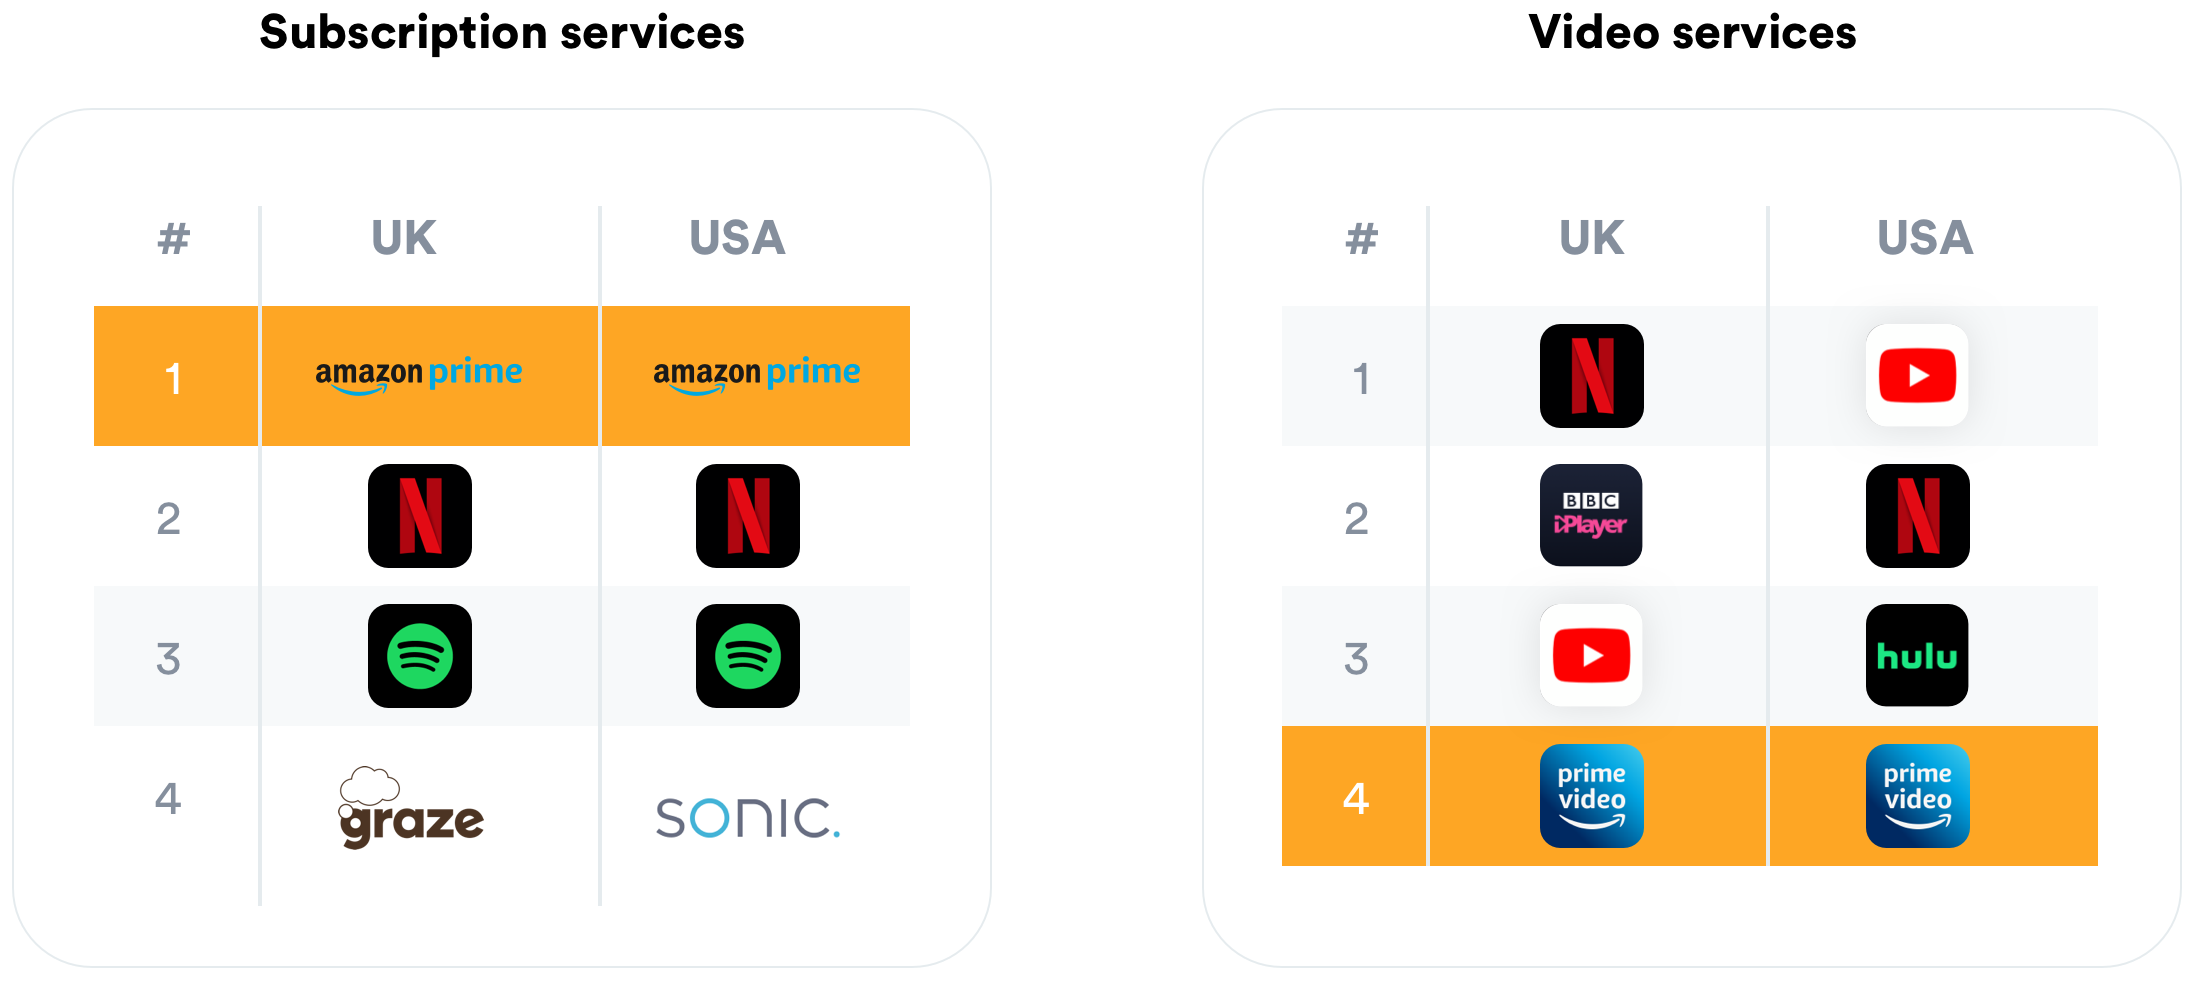 Subscription services
# UK USA
1 amazon prime amazon prime
2
3
4 graze SONIC.
Video services
# UK USA
1
2 BBC iPlayer
3 hulu
4 prime video prime video